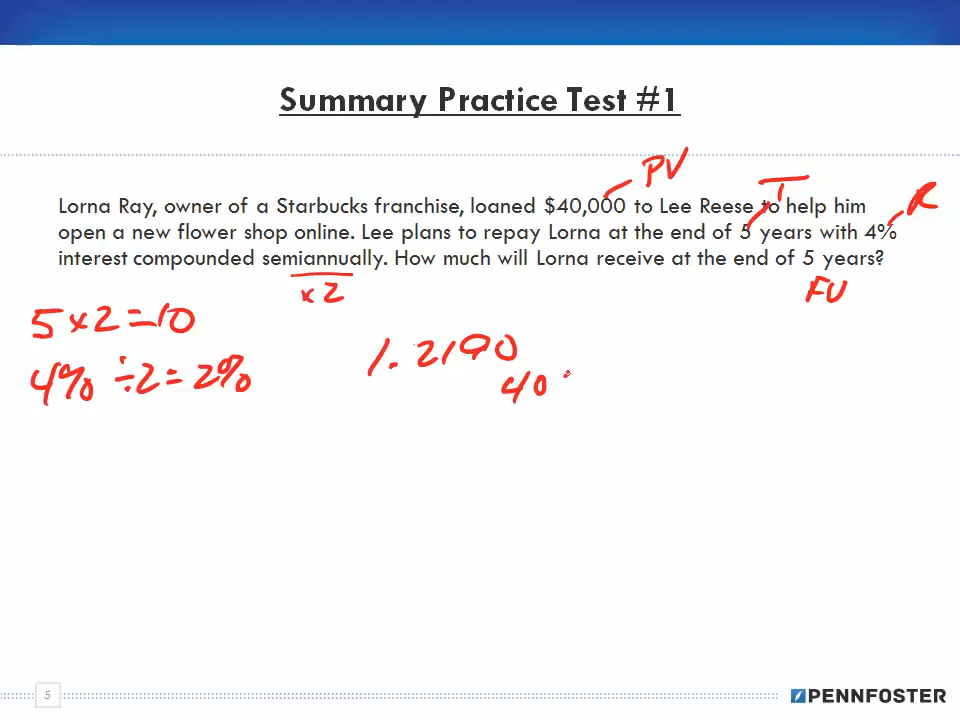 Summary Practice Test #1
PV
T
R
Lorna Ray, owner of a Starbucks franchise, loaned $40,000 to Lee Reese to help him
open a new flower shop online. Lee plans to repay Lorna at the end of 5 years with 4%
interest compounded semiannually. How much will Lorna receive at the end of 5 years?
x 2
FV
5 x 2 = 10
4% ÷ 2 = 2%
1.2190
40
5
PENNFOSTER